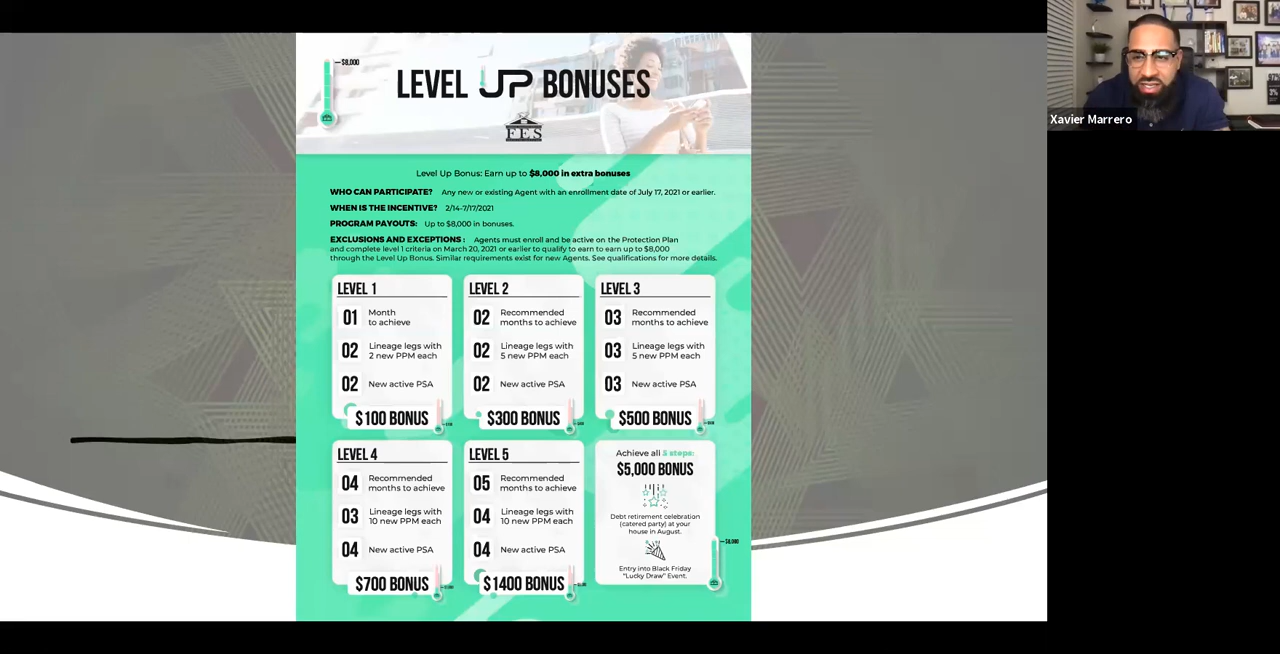 $8,000
LEVEL UP BONUSES
FES
Level Up Bonus: Earn up to $8,000 in extra bonuses
WHO CAN PARTICIPATE? Any new or existing Agent with an enrollment date of July 17, 2021 or earlier.
WHEN IS THE INCENTIVE? 2/14-7/17/2021
PROGRAM PAYOUTS: Up to $8,000 in bonuses.
EXCLUSIONS AND EXCEPTIONS : Agents must enroll and be active on the Protection Plan
and complete level 1 criteria on March 20, 2021 or earlier to qualify to earn to earn up to $8,000
through the Level Up Bonus. Similar requirements exist for new Agents. See qualifications for more details.
LEVEL 1
01 Month
to achieve
02 Lineage legs with
2 new PPM each
02 New active PSA
$100 BONUS
LEVEL 2
02 Recommended
months to achieve
02 Lineage legs with
5 new PPM each
02 New active PSA
$300 BONUS
LEVEL 3
03 Recommended
months to achieve
03 Lineage legs with
5 new PPM each
03 New active PSA
$500 BONUS
LEVEL 4
04 Recommended
months to achieve
03 Lineage legs with
10 new PPM each
04 New active PSA
$700 BONUS
LEVEL 5
05 Recommended
months to achieve
04 Lineage legs with
10 new PPM each
04 New active PSA
$1400 BONUS
Achieve all 5 steps:
$5,000 BONUS
Debt retirement celebration
(catered party) at your
house in August.
Entry into Black Friday
"Lucky Draw" Event.
$8,000
Xavier Marrero